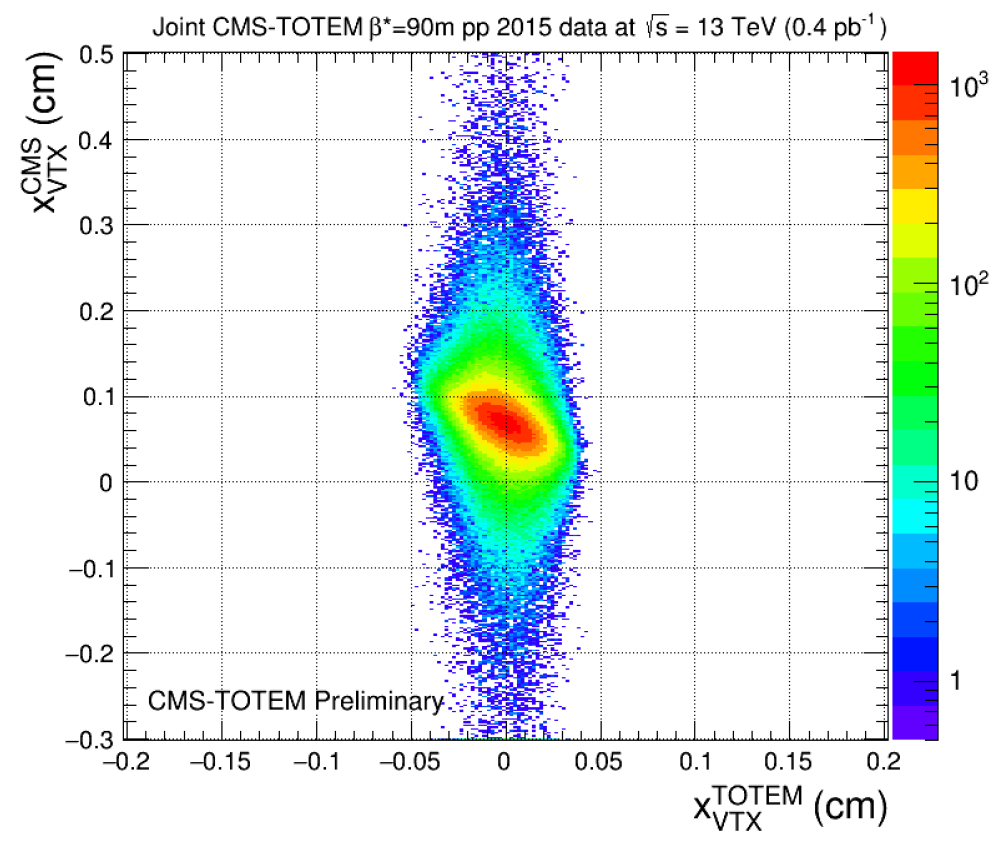 Joint CMS-TOTEM β*=90m pp 2015 data at √s = 13 TeV (0.4 pb⁻¹)
x_VTX^CMS (cm)
0.5
0.4
0.3
0.2
0.1
0
−0.1
−0.2
−0.3
10³
10²
10
1
CMS-TOTEM Preliminary
−0.2 −0.15 −0.1 −0.05 0 0.05 0.1 0.15 0.2
x_VTX^TOTEM (cm)